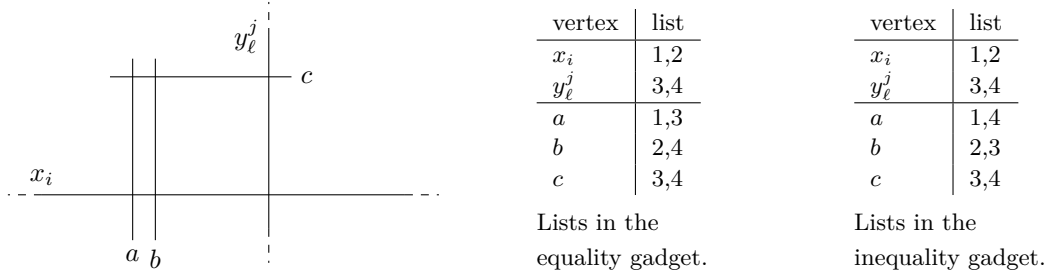 y_ℓ^j
c
x_i
a b
vertex list
x_i 1,2
y_ℓ^j 3,4
a 1,3
b 2,4
c 3,4
Lists in the
equality gadget.
vertex list
x_i 1,2
y_ℓ^j 3,4
a 1,4
b 2,3
c 3,4
Lists in the
inequality gadget.